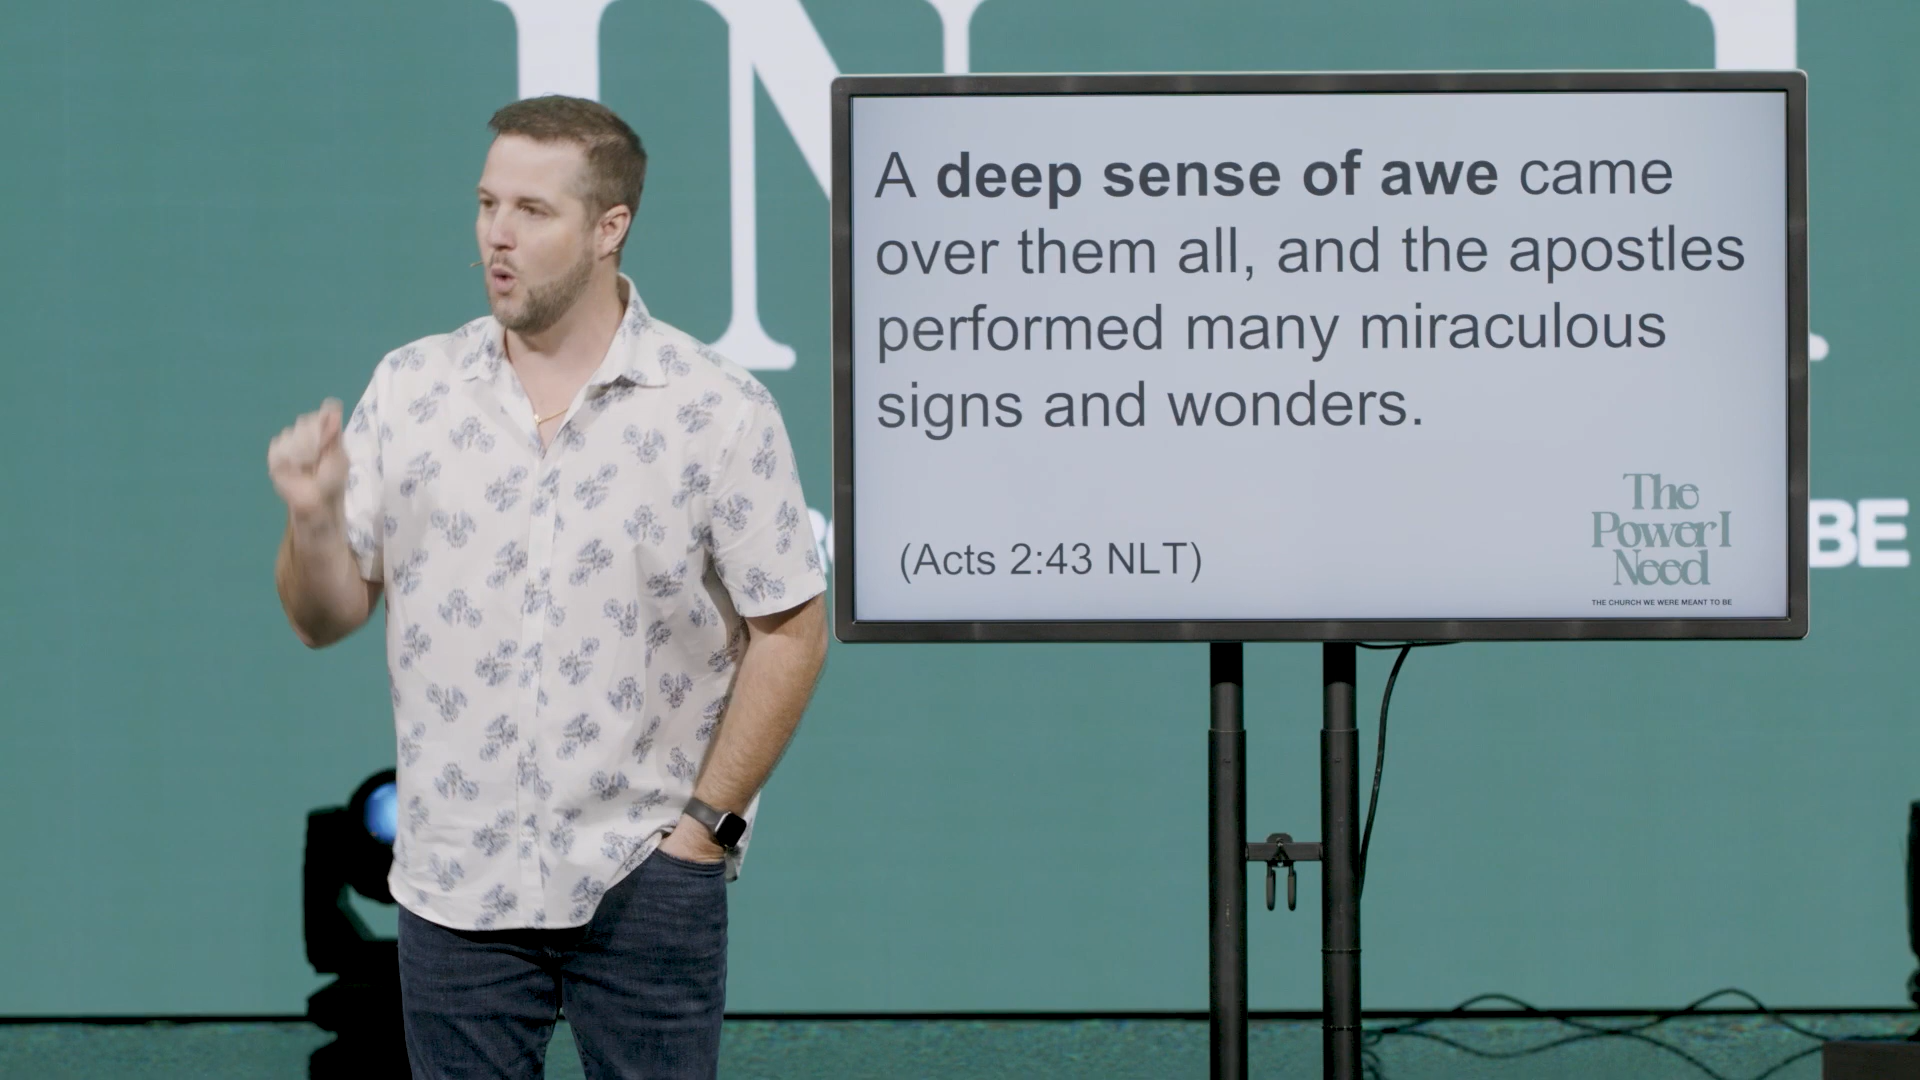 A deep sense of awe came
over them all, and the apostles
performed many miraculous
signs and wonders.
(Acts 2:43 NLT)
The
Power I
Need
THE CHURCH WE WERE MEANT TO BE
BE